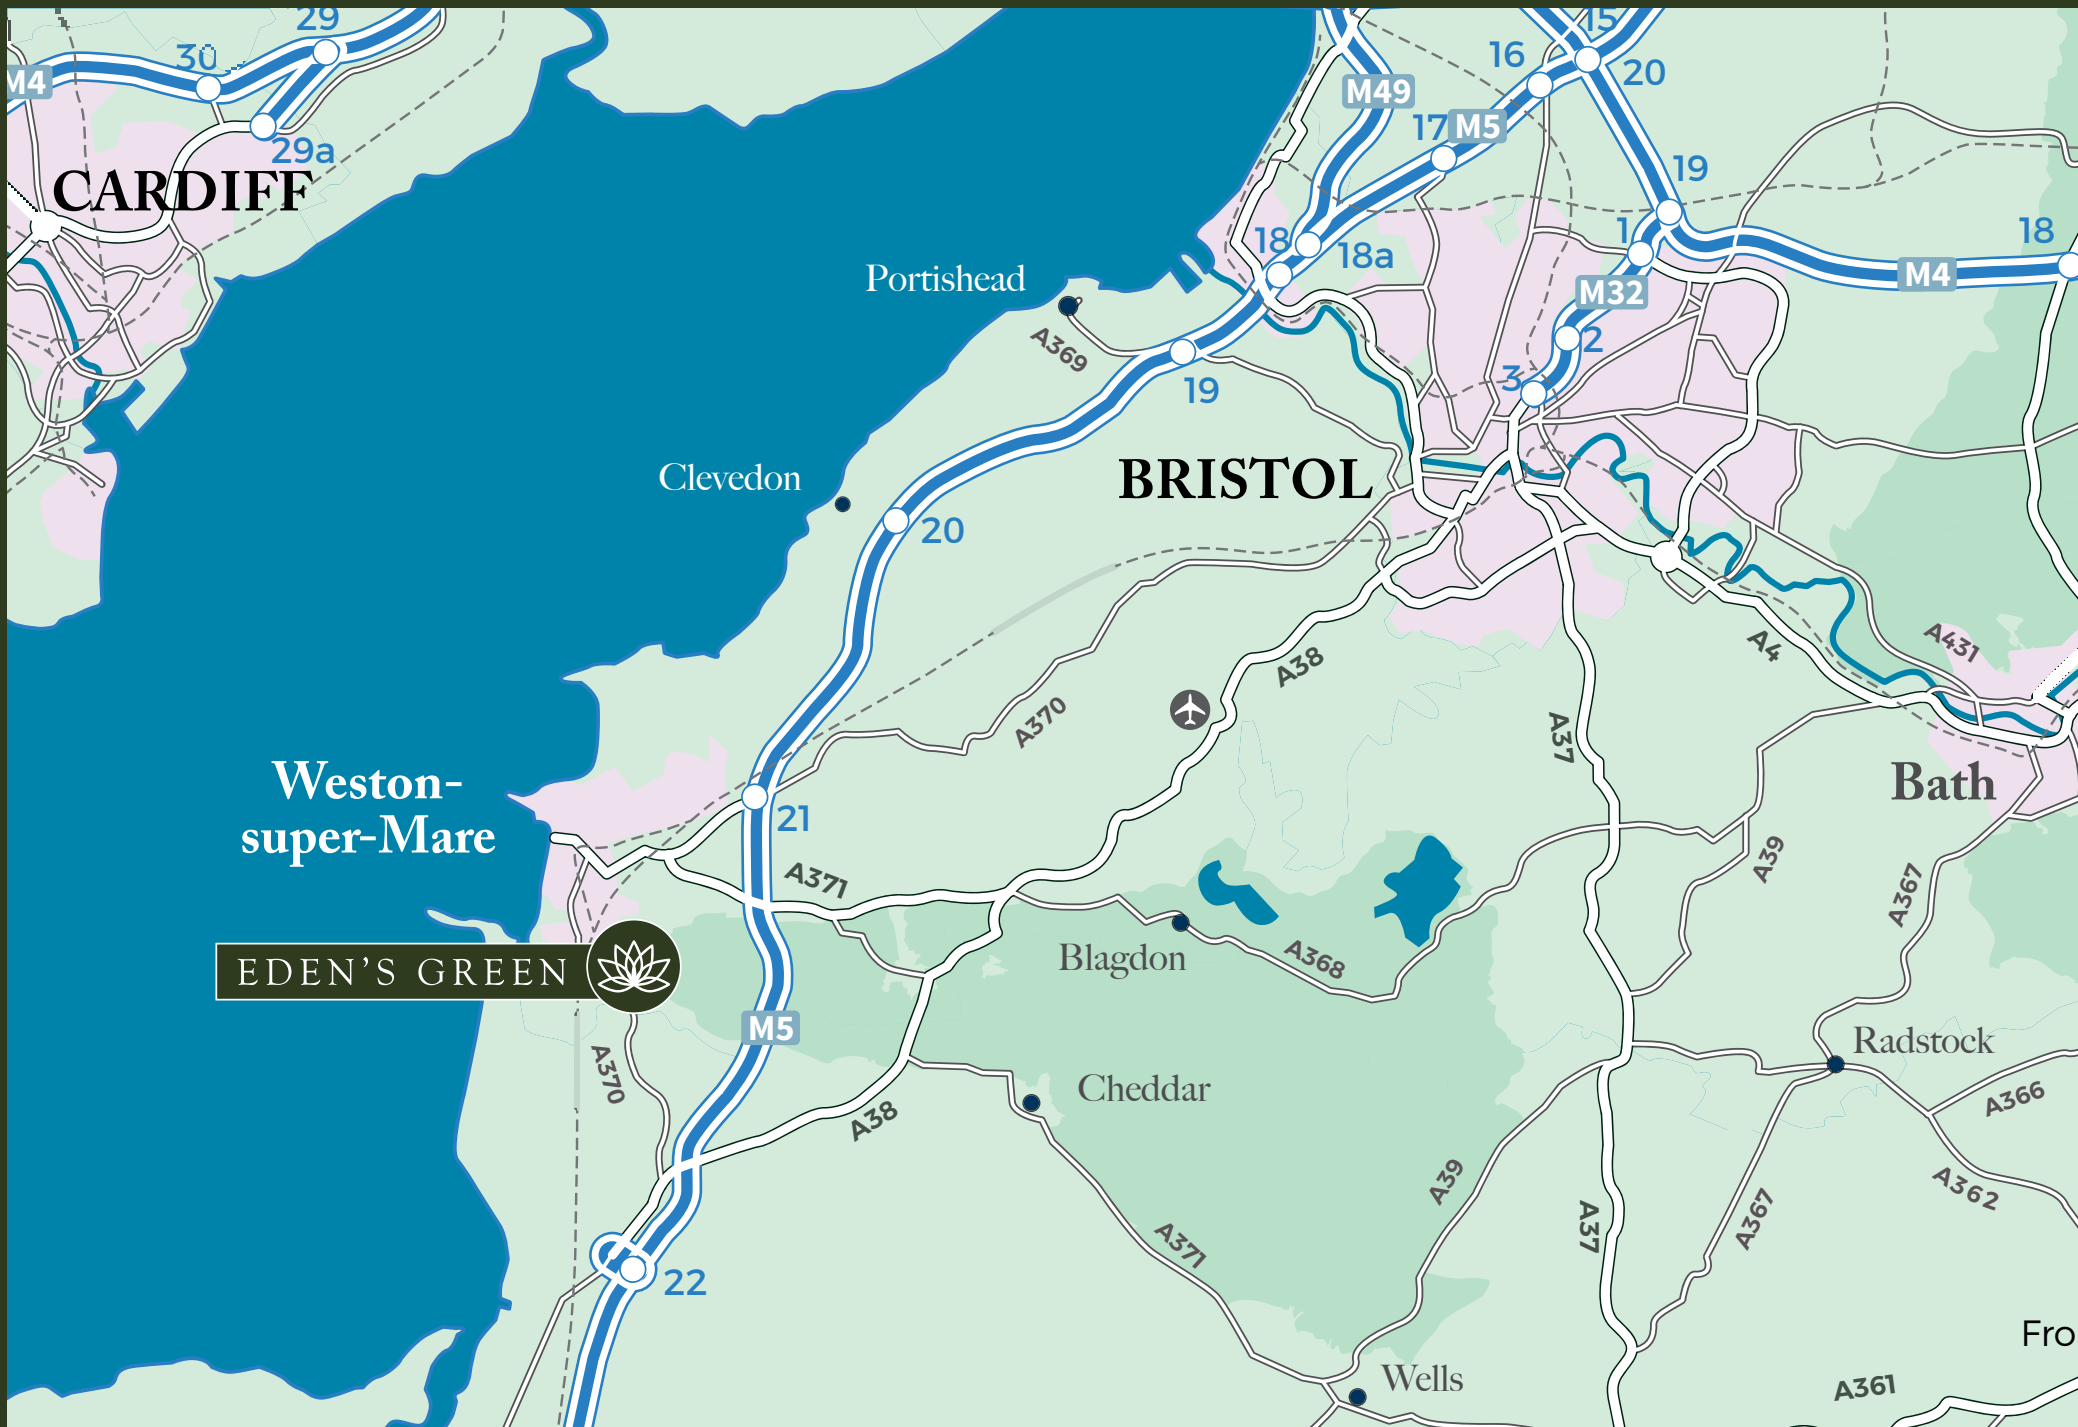 29
30
15
16
20
M4
M49
17
M5
29a
CARDIFF
19
18
18a
1
18
M4
Portishead
M32
A369
2
19
3
Clevedon
BRISTOL
20
A431
A4
A38
A370
A37
Weston-
super-Mare
21
Bath
A371
A39
A367
EDEN'S GREEN
Blagdon
A368
M5
Radstock
A370
Cheddar
A366
A38
A39
A362
A367
A37
A371
22
Fro
Wells
A361